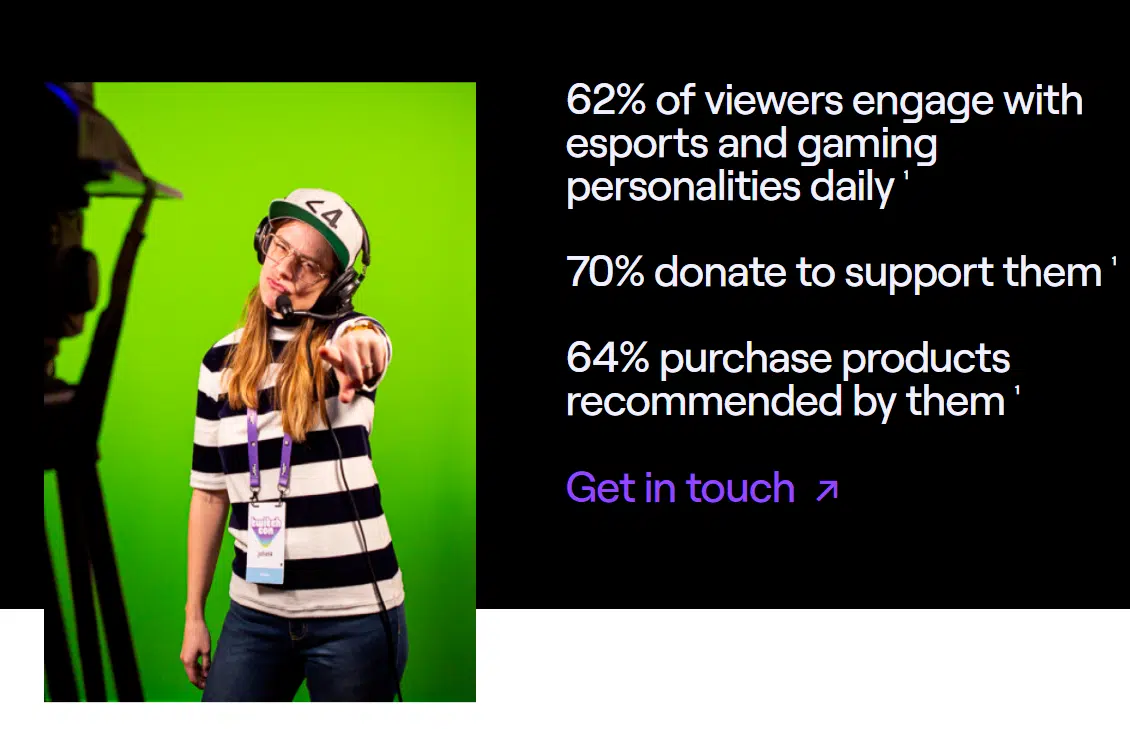 62% of viewers engage with
esports and gaming
personalities daily ¹
70% donate to support them ¹
64% purchase products
recommended by them ¹
Get in touch ↗
<4
twitch
con